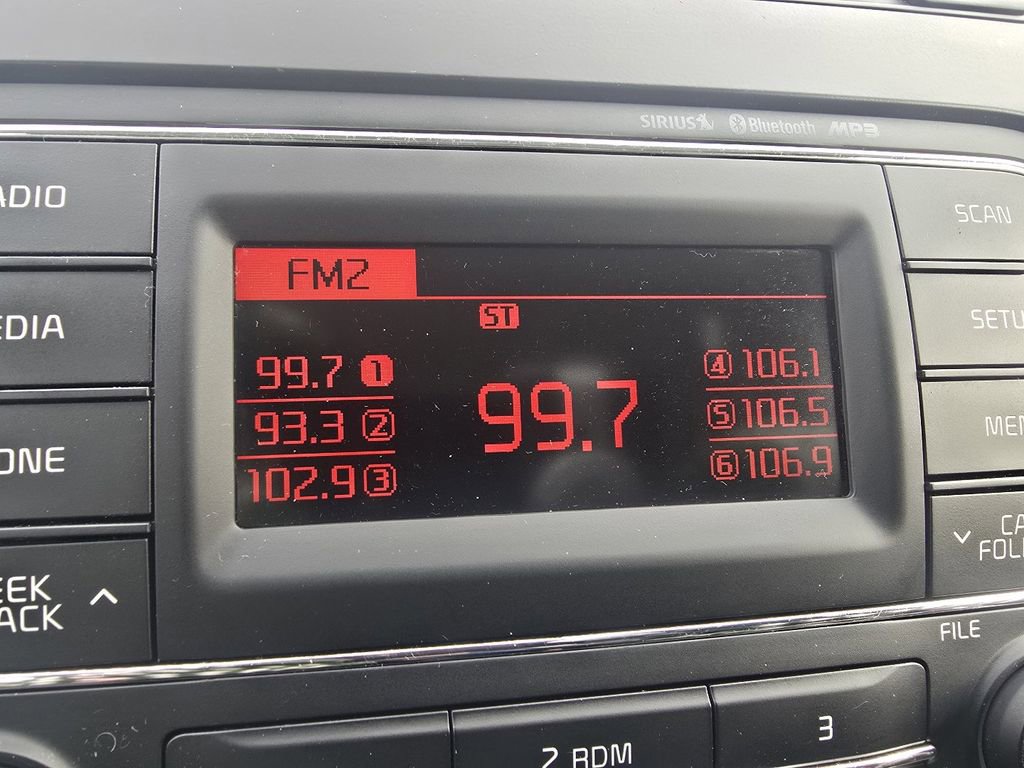 SIRIUS Bluetooth MP3
ADIO
EDIA
ONE
EEK
ACK
FM2
ST
99.7 1
93.3 2
102.9 3
99.7
4 106.1
5 106.5
6 106.9
SCAN
SETU
MEN
CA
FOL
FILE
2 RDM
3